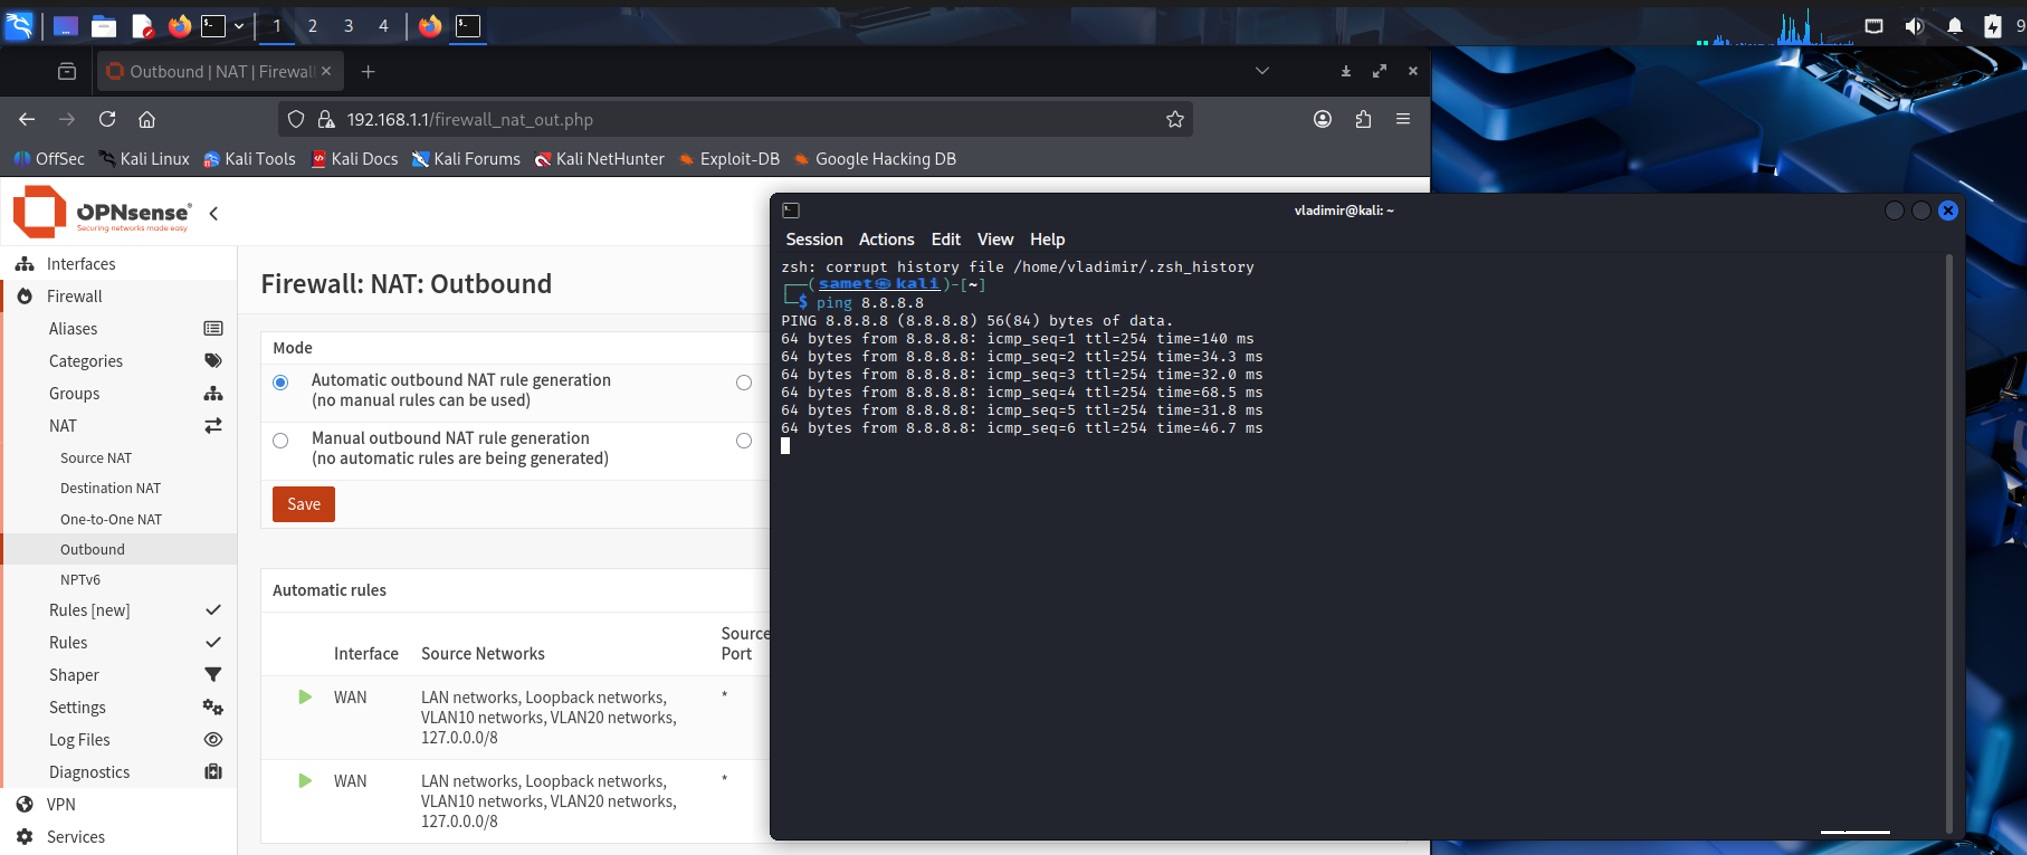 1 2 3 4
9
Outbound | NAT | Firewall
192.168.1.1/firewall_nat_out.php
OffSec Kali Linux Kali Tools Kali Docs Kali Forums Kali NetHunter Exploit-DB Google Hacking DB
OPNsense®
Securing networks made easy
Interfaces
Firewall
Aliases
Categories
Groups
NAT
Source NAT
Destination NAT
One-to-One NAT
Outbound
NPTv6
Rules [new]
Rules
Shaper
Settings
Log Files
Diagnostics
VPN
Services
Firewall: NAT: Outbound
Mode
Automatic outbound NAT rule generation
(no manual rules can be used)
Manual outbound NAT rule generation
(no automatic rules are being generated)
Save
Automatic rules
Interface Source Networks Source Port
WAN LAN networks, Loopback networks, *
VLAN10 networks, VLAN20 networks,
127.0.0.0/8
WAN LAN networks, Loopback networks, *
VLAN10 networks, VLAN20 networks,
127.0.0.0/8
vladimir@kali: ~
Session Actions Edit View Help
zsh: corrupt history file /home/vladimir/.zsh_history
┌──(samet㉿kali)-[~]
└─$ ping 8.8.8.8
PING 8.8.8.8 (8.8.8.8) 56(84) bytes of data.
64 bytes from 8.8.8.8: icmp_seq=1 ttl=254 time=140 ms
64 bytes from 8.8.8.8: icmp_seq=2 ttl=254 time=34.3 ms
64 bytes from 8.8.8.8: icmp_seq=3 ttl=254 time=32.0 ms
64 bytes from 8.8.8.8: icmp_seq=4 ttl=254 time=68.5 ms
64 bytes from 8.8.8.8: icmp_seq=5 ttl=254 time=31.8 ms
64 bytes from 8.8.8.8: icmp_seq=6 ttl=254 time=46.7 ms